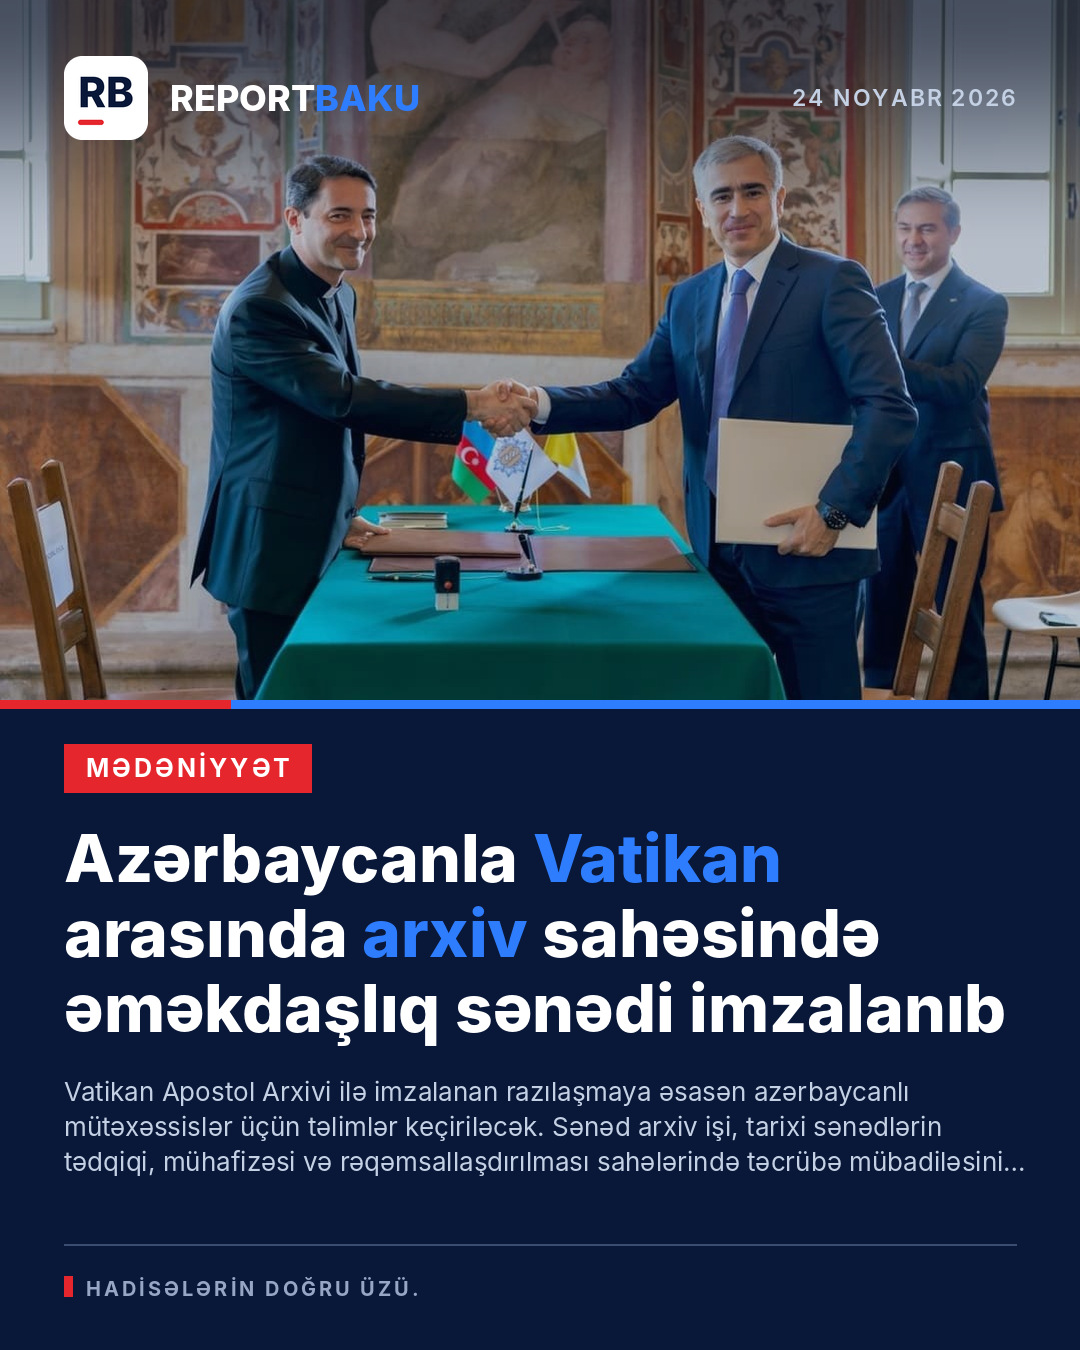 RB
REPORTBAKU
24 NOYABR 2026
MƏDƏNİYYƏT
Azərbaycanla Vatikan
arasında arxiv sahəsində
əməkdaşlıq sənədi imzalanıb
Vatikan Apostol Arxivi ilə imzalanan razılaşmaya əsasən azərbaycanlı
mütəxəssislər üçün təlimlər keçiriləcək. Sənəd arxiv işi, tarixi sənədlərin
tədqiqi, mühafizəsi və rəqəmsallaşdırılması sahələrində təcrübə mübadiləsini...
HADİSƏLƏRİN DOĞRU ÜZÜ.